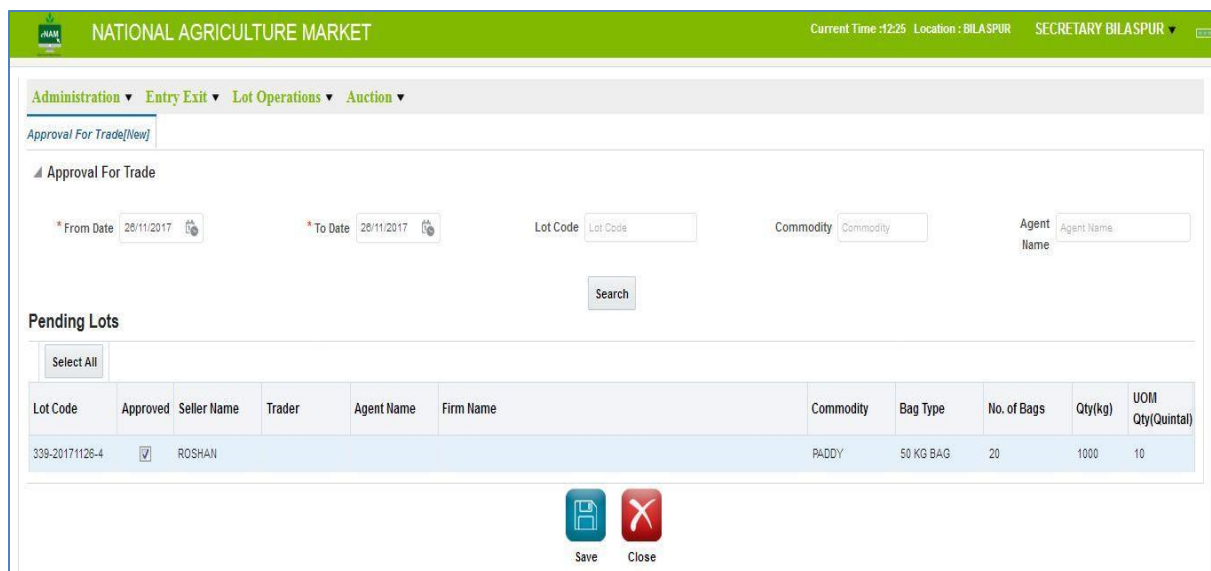 eNAM
NATIONAL AGRICULTURE MARKET
Current Time :12:25 Location : BILASPUR
SECRETARY BILASPUR
Administration Entry Exit Lot Operations Auction
Approval For Trade[New]
Approval For Trade
* From Date 26/11/2017 * To Date 26/11/2017 Lot Code Lot Code Commodity Commodity Agent Name Agent Name
Search
Pending Lots
Select All
Lot Code Approved Seller Name Trader Agent Name Firm Name Commodity Bag Type No. of Bags Qty(kg) UOM Qty(Quintal)
339-20171126-4 ROSHAN PADDY 50 KG BAG 20 1000 10
Save Close